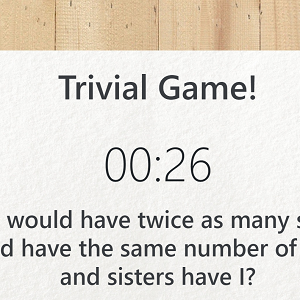 Trivial Game!
00:26
would have twice as many
have the same number of
and sisters have I?